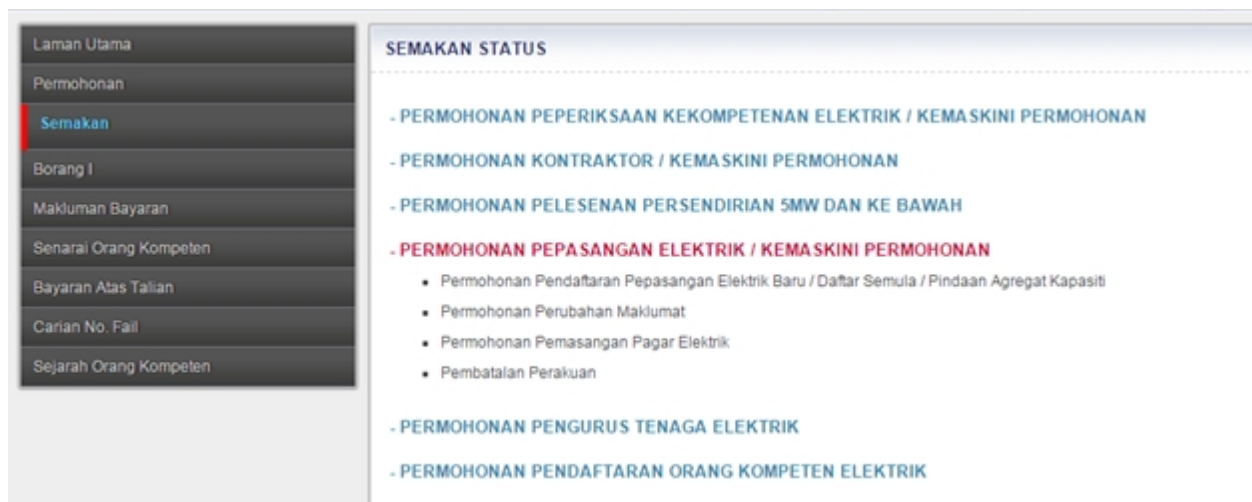 Laman Utama
Permohonan
Semakan
Borang I
Makluman Bayaran
Senarai Orang Kompeten
Bayaran Atas Talian
Carian No. Fail
Sejarah Orang Kompeten
SEMAKAN STATUS
- PERMOHONAN PEPERIKSAAN KEKOMPETENAN ELEKTRIK / KEMASKINI PERMOHONAN
- PERMOHONAN KONTRAKTOR / KEMASKINI PERMOHONAN
- PERMOHONAN PELESENAN PERSENDIRIAN 5MW DAN KE BAWAH
- PERMOHONAN PEPASANGAN ELEKTRIK / KEMASKINI PERMOHONAN
▪ Permohonan Pendaftaran Pepasangan Elektrik Baru / Daftar Semula / Pindaan Agregat Kapasiti
▪ Permohonan Perubahan Maklumat
▪ Permohonan Pemasangan Pagar Elektrik
▪ Pembatalan Perakuan
- PERMOHONAN PENGURUS TENAGA ELEKTRIK
- PERMOHONAN PENDAFTARAN ORANG KOMPETEN ELEKTRIK